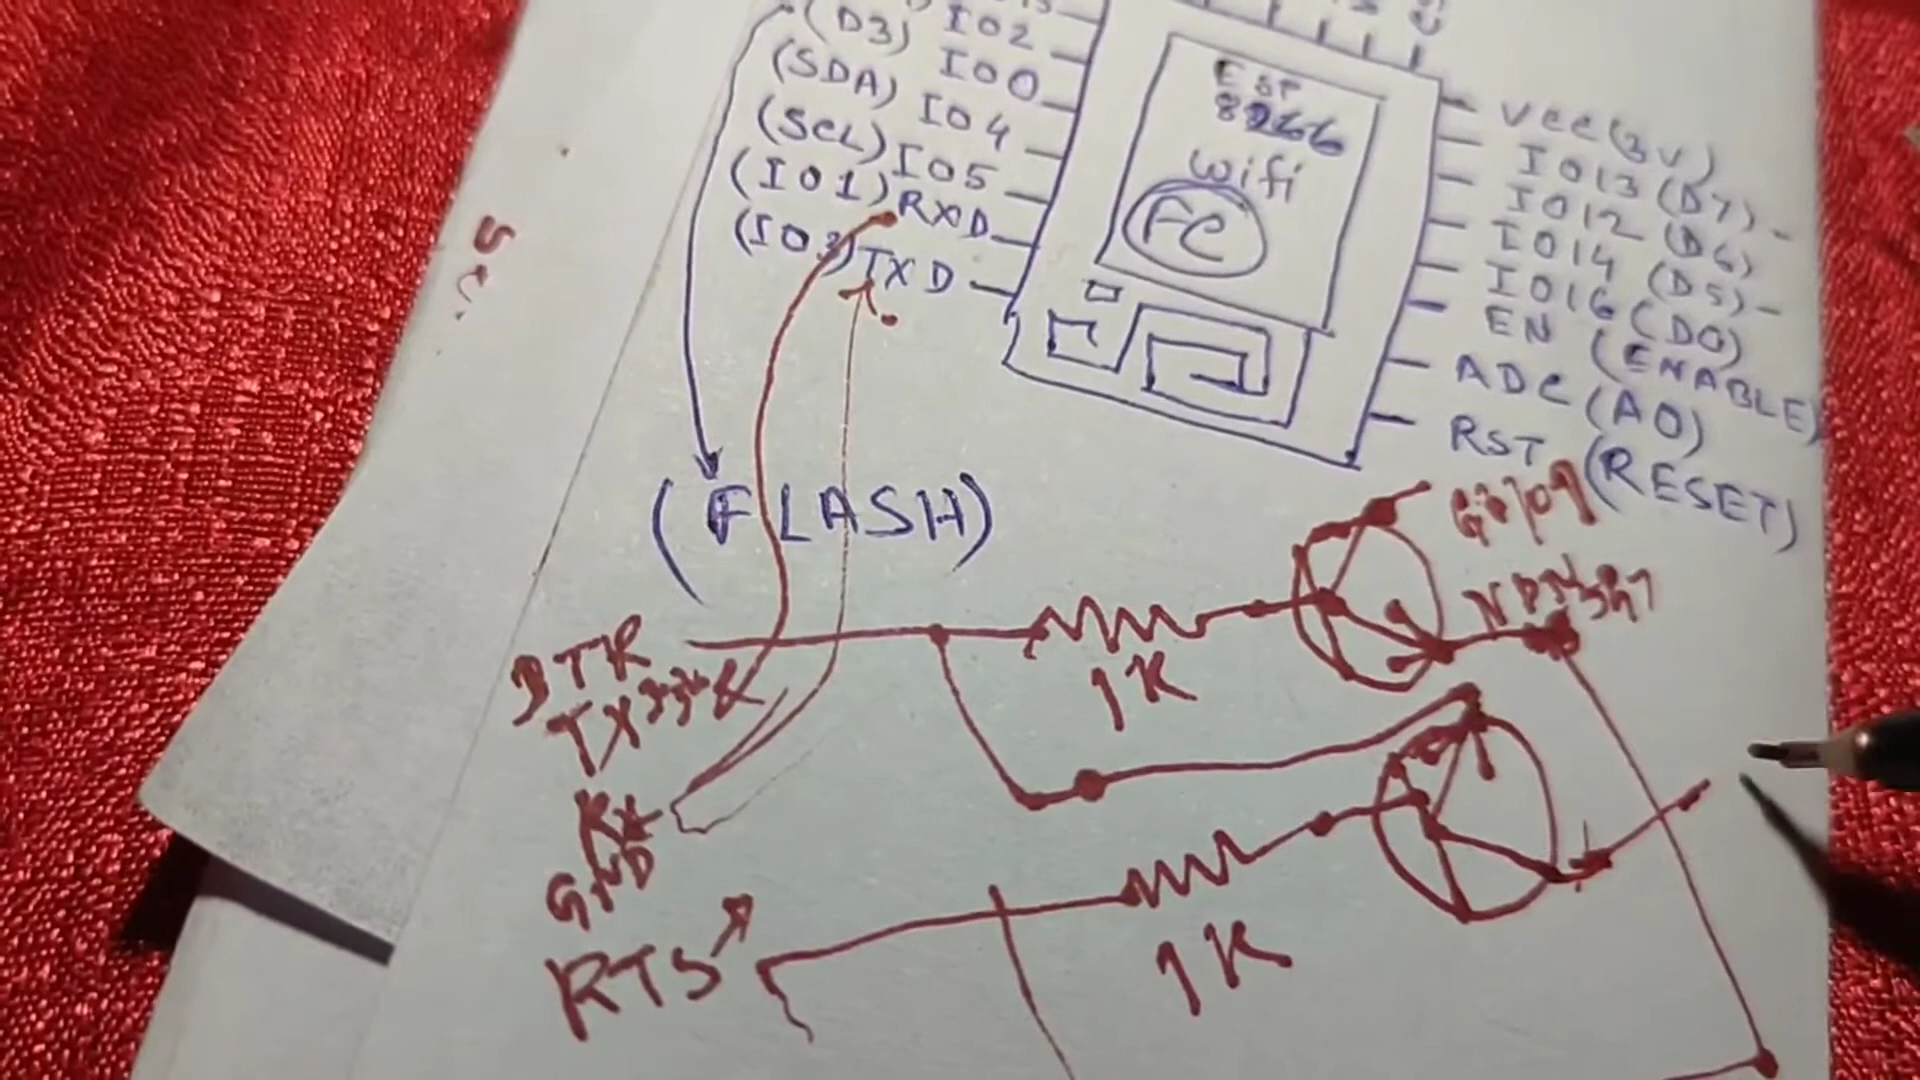 (D3) IO2
(SDA) IO0
(SCL) IO4
(IO1) IO5
RXD
TXD
ESP
8266
wifi
FC
VCC(3V)
IO13 (D7)
IO12 (D6)
IO14 (D5)
IO16 (D0)
EN (ENABLE)
ADC (A0)
RST (RESET)
(FLASH)
DTR
TX
RX
GND
RTS
1K
1K